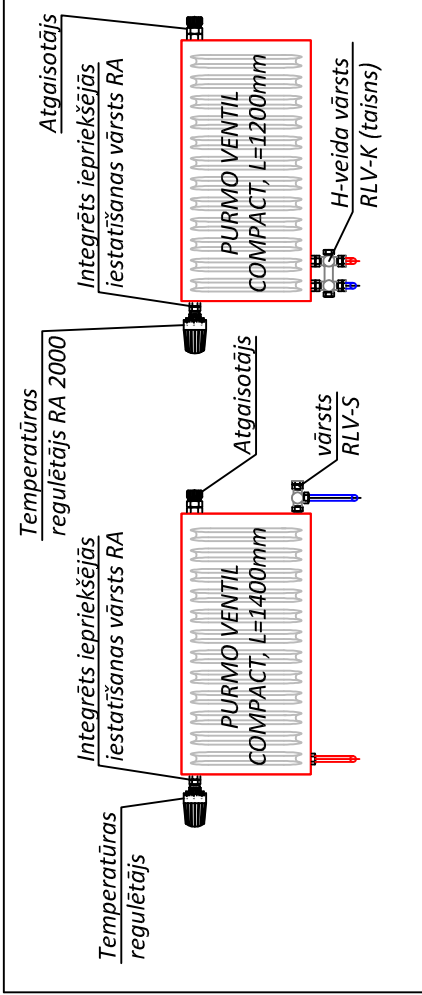 Temperatūras
regulētājs
Integrēts iepriekšējās
iestatīšanas vārsts RA
PURMO VENTIL
COMPACT, L=1400mm
Atgaisotājs
vārsts
RLV-S
Temperatūras
regulētājs RA 2000
Integrēts iepriekšējās
iestatīšanas vārsts RA
Atgaisotājs
PURMO VENTIL
COMPACT, L=1200mm
H-veida vārsts
RLV-K (taisns)